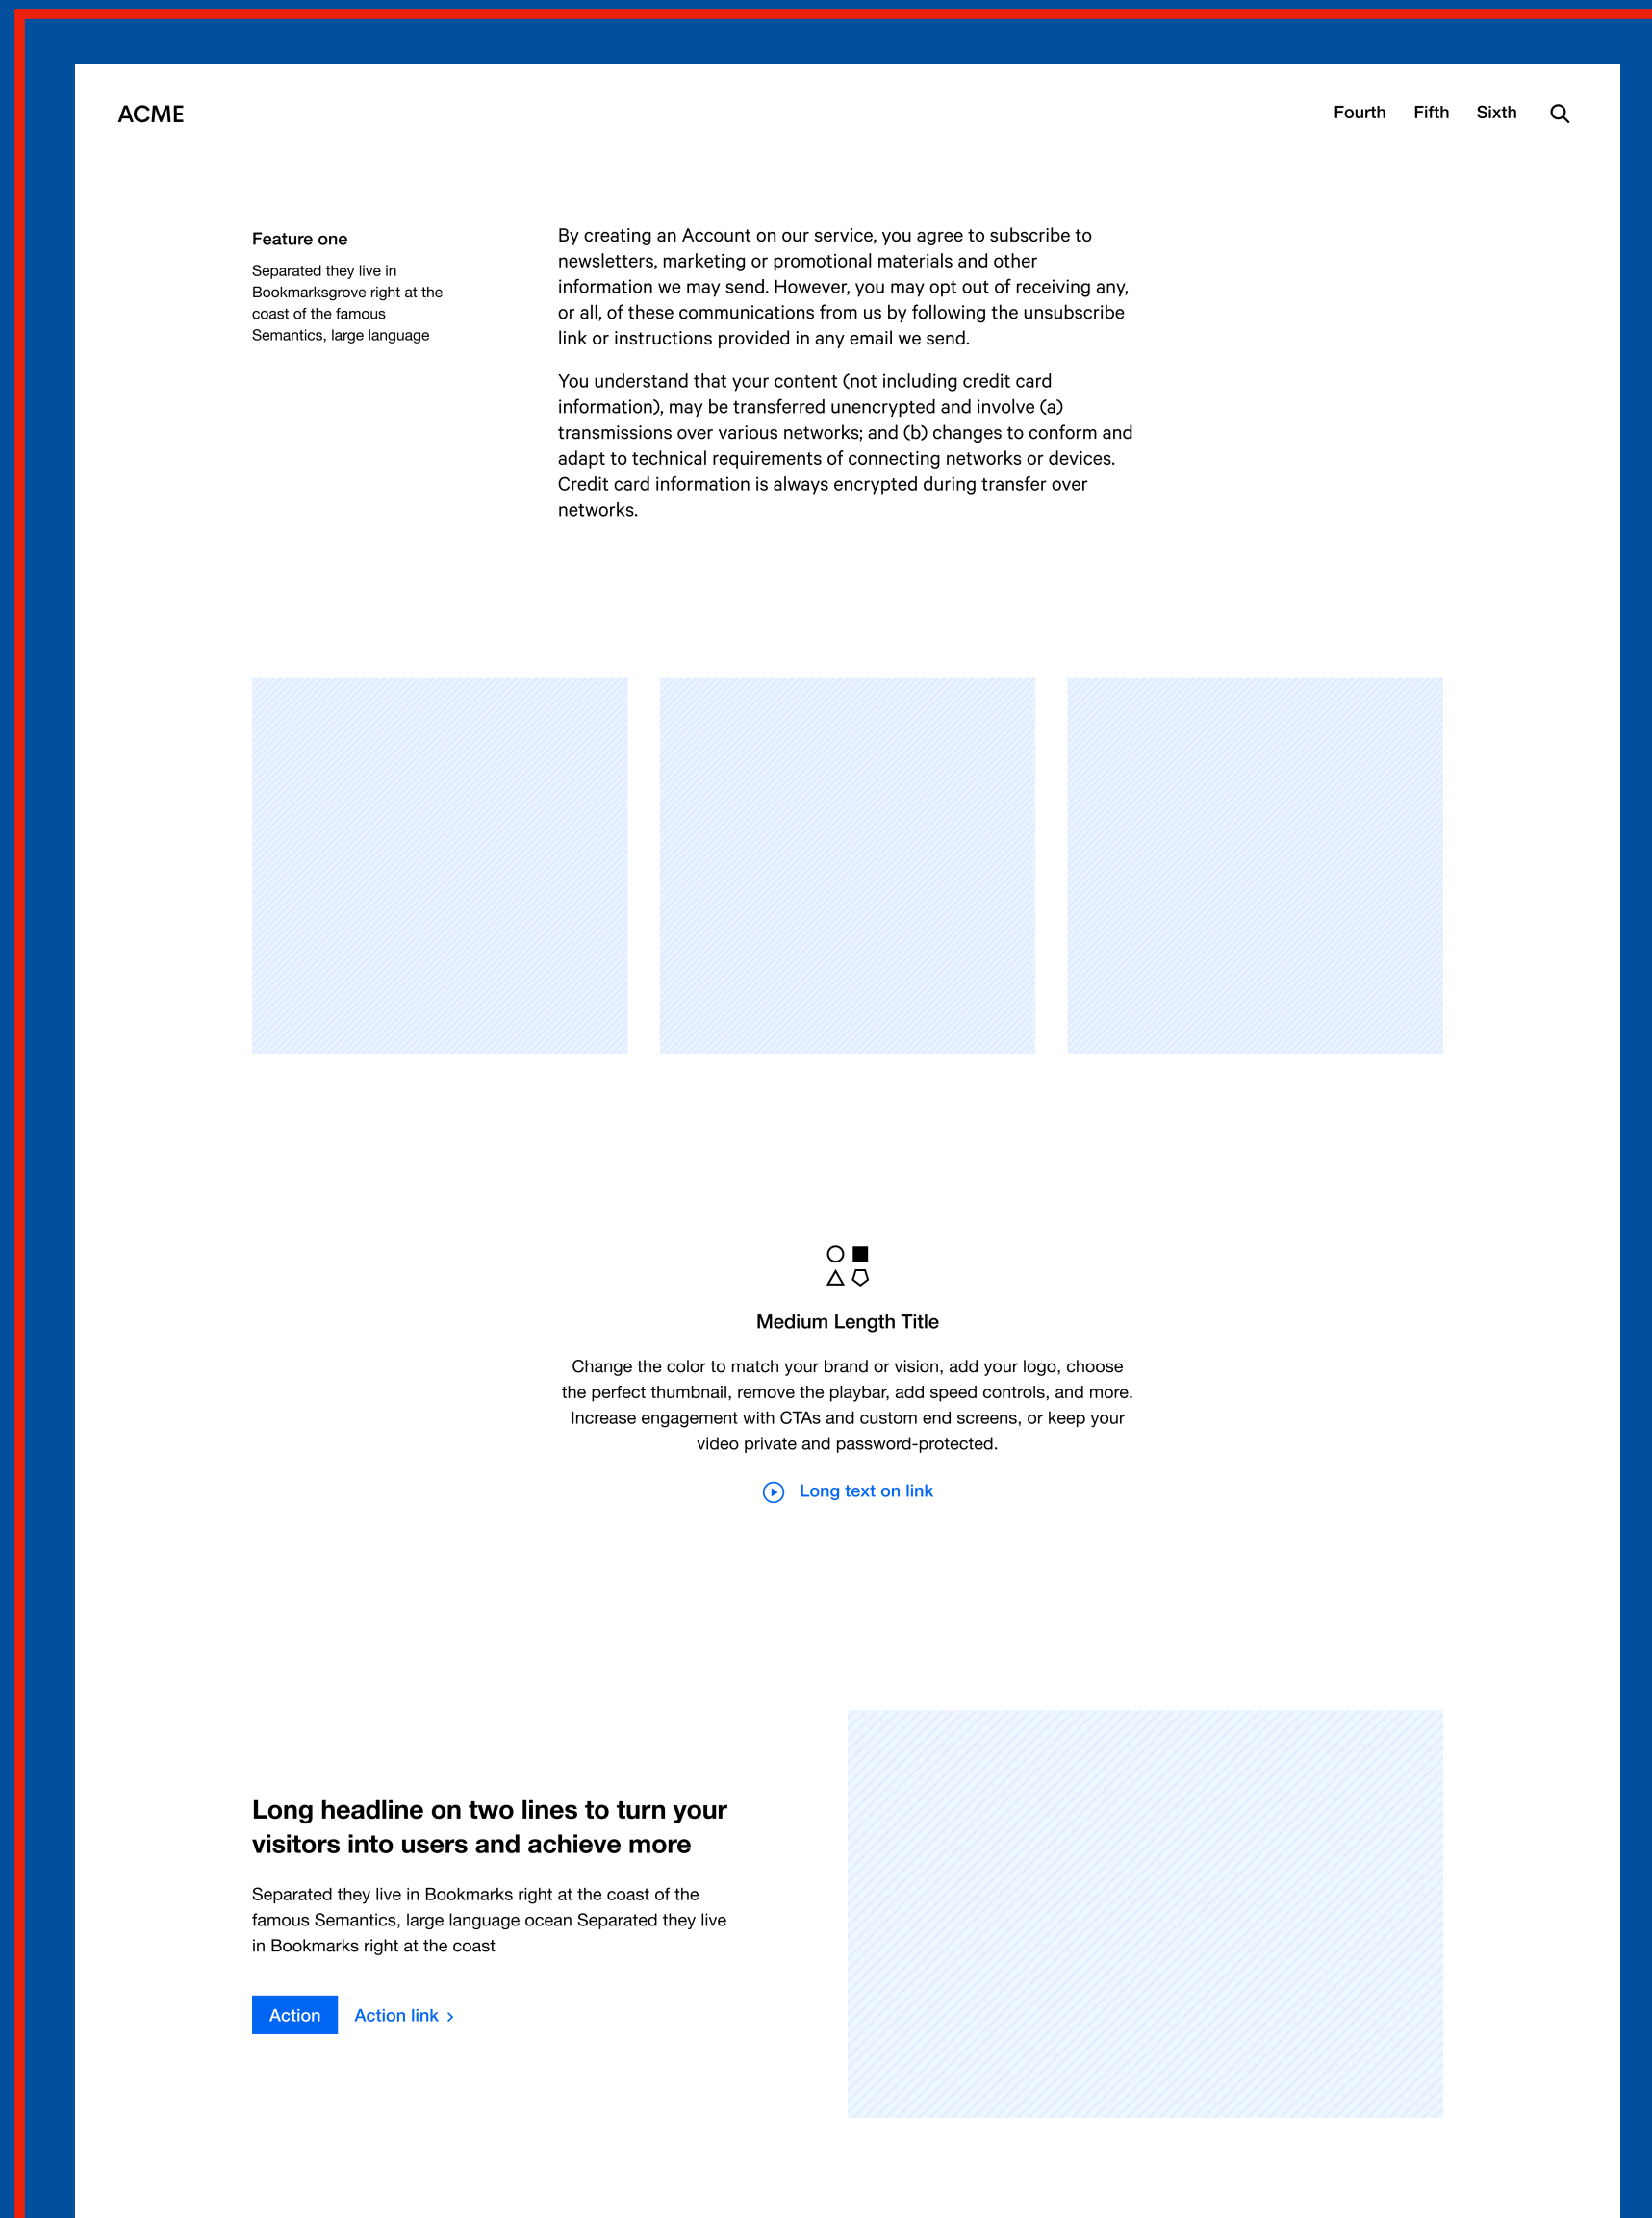 ACME
Fourth Fifth Sixth
Feature one
Separated they live in
Bookmarksgrove right at the
coast of the famous
Semantics, large language
By creating an Account on our service, you agree to subscribe to
newsletters, marketing or promotional materials and other
information we may send. However, you may opt out of receiving any,
or all, of these communications from us by following the unsubscribe
link or instructions provided in any email we send.
You understand that your content (not including credit card
information), may be transferred unencrypted and involve (a)
transmissions over various networks; and (b) changes to conform and
adapt to technical requirements of connecting networks or devices.
Credit card information is always encrypted during transfer over
networks.
Medium Length Title
Change the color to match your brand or vision, add your logo, choose
the perfect thumbnail, remove the playbar, add speed controls, and more.
Increase engagement with CTAs and custom end screens, or keep your
video private and password-protected.
Long text on link
Long headline on two lines to turn your
visitors into users and achieve more
Separated they live in Bookmarks right at the coast of the
famous Semantics, large language ocean Separated they live
in Bookmarks right at the coast
Action
Action link